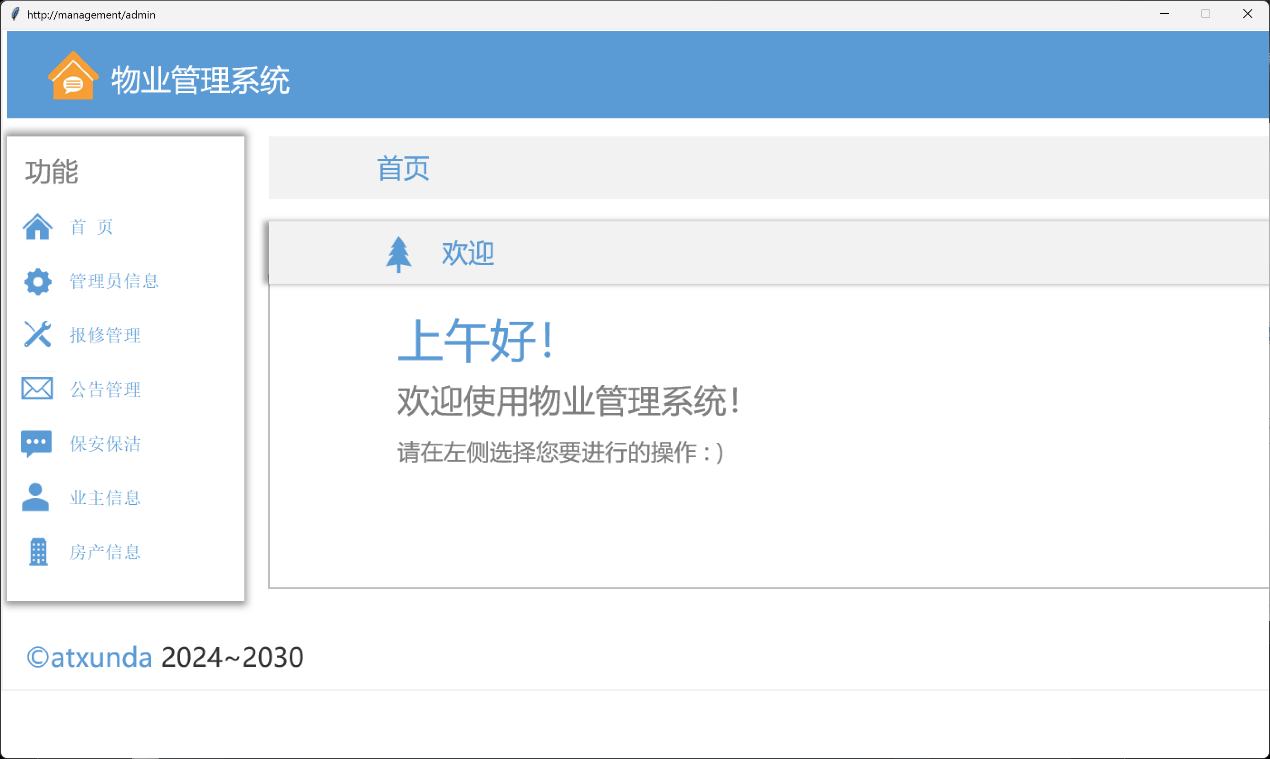 http://management/admin
物业管理系统
功能
首 页
管理员信息
报修管理
公告管理
保安保洁
业主信息
房产信息
首页
欢迎
上午好！
欢迎使用物业管理系统！
请在左侧选择您要进行的操作 : )
©atxunda 2024~2030